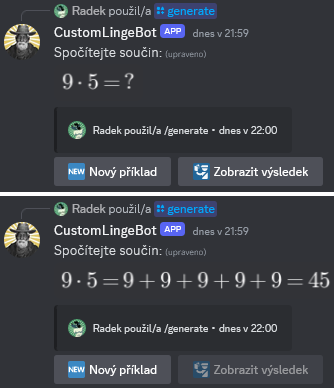 Radek použil/a generate
CustomLingeBot APP dnes v 21:59
Spočítejte součin: (upraveno)
9 · 5 = ?
Radek použil/a /generate • dnes v 22:00
NEW Nový příklad Zobrazit výsledek
Radek použil/a generate
CustomLingeBot APP dnes v 21:59
Spočítejte součin: (upraveno)
9 · 5 = 9 + 9 + 9 + 9 + 9 = 45
Radek použil/a /generate • dnes v 22:00
NEW Nový příklad Zobrazit výsledek